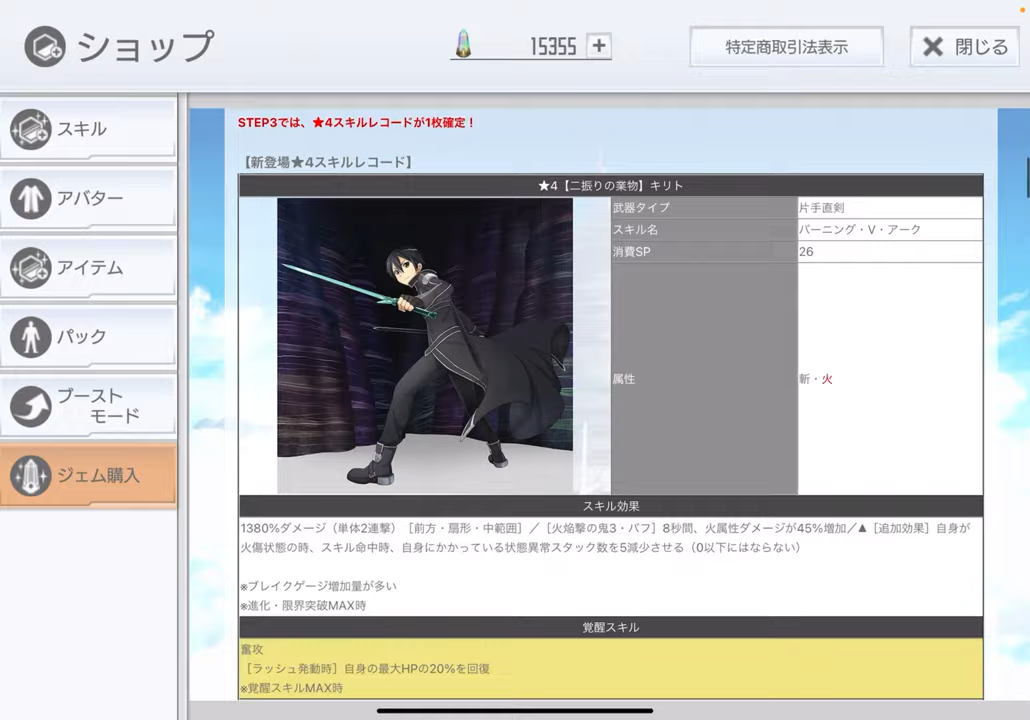 ショップ
15355
特定商取引法表示
閉じる
スキル
アバター
アイテム
パック
ブースト
モード
ジェム購入
STEP3では、★4スキルレコードが1枚確定！
【新登場★4スキルレコード】
★4【二振りの業物】キリト
武器タイプ 片手直剣
スキル名 バーニング・V・アーク
消費SP 26
属性 斬・火
スキル効果
1380%ダメージ（単体2連撃）［前方・扇形・中範囲］／［火焔撃の鬼3・バフ］8秒間、火属性ダメージが45%増加／▲［追加効果］自身が
火傷状態の時、スキル命中時、自身にかかっている状態異常スタック数を5減少させる（0以下にはならない）
※ブレイクゲージ増加量が多い
※進化・限界突破MAX時
覚醒スキル
奮攻
［ラッシュ発動時］自身の最大HPの20%を回復
※覚醒スキルMAX時